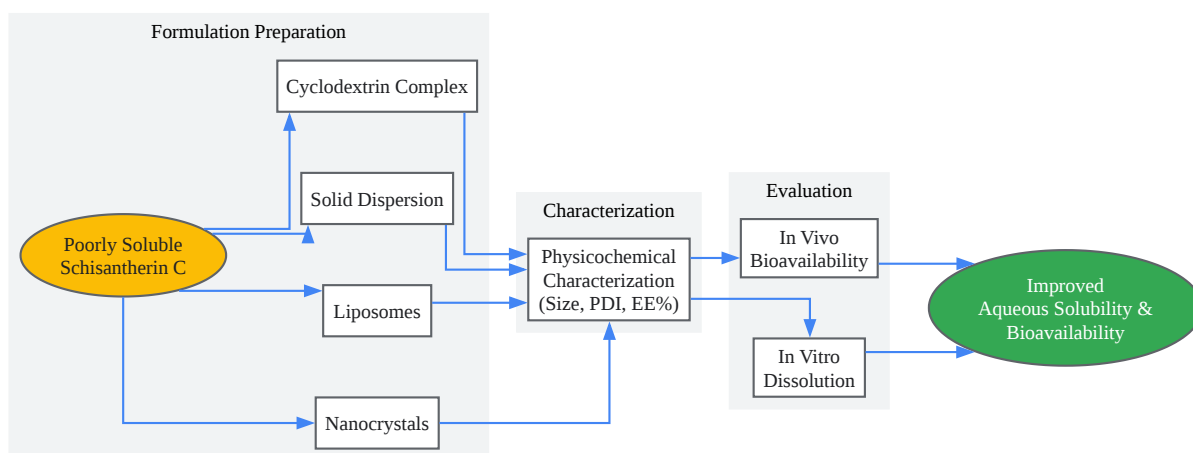 Formulation Preparation
Cyclodextrin Complex
Solid Dispersion
Poorly Soluble
Schisantherin C
Liposomes
Nanocrystals
Characterization
Physicochemical
Characterization
(Size, PDI, EE%)
Evaluation
In Vivo
Bioavailability
In Vitro
Dissolution
Improved
Aqueous Solubility &
Bioavailability